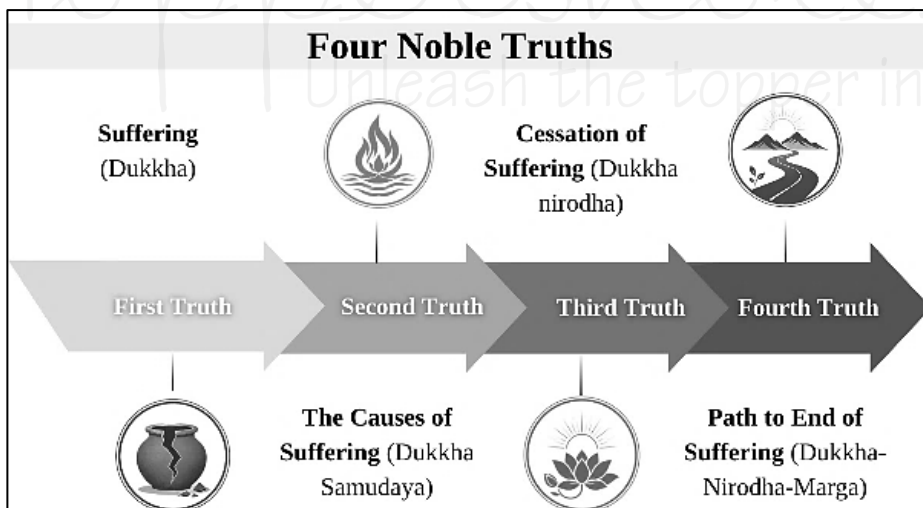 Four Noble Truths
Unleash the topper in
Suffering
(Dukkha)
Cessation of
Suffering (Dukkha
nirodha)
First Truth
Second Truth
Third Truth
Fourth Truth
The Causes of
Suffering (Dukkha
Samudaya)
Path to End of
Suffering (Dukkha-
Nirodha-Marga)